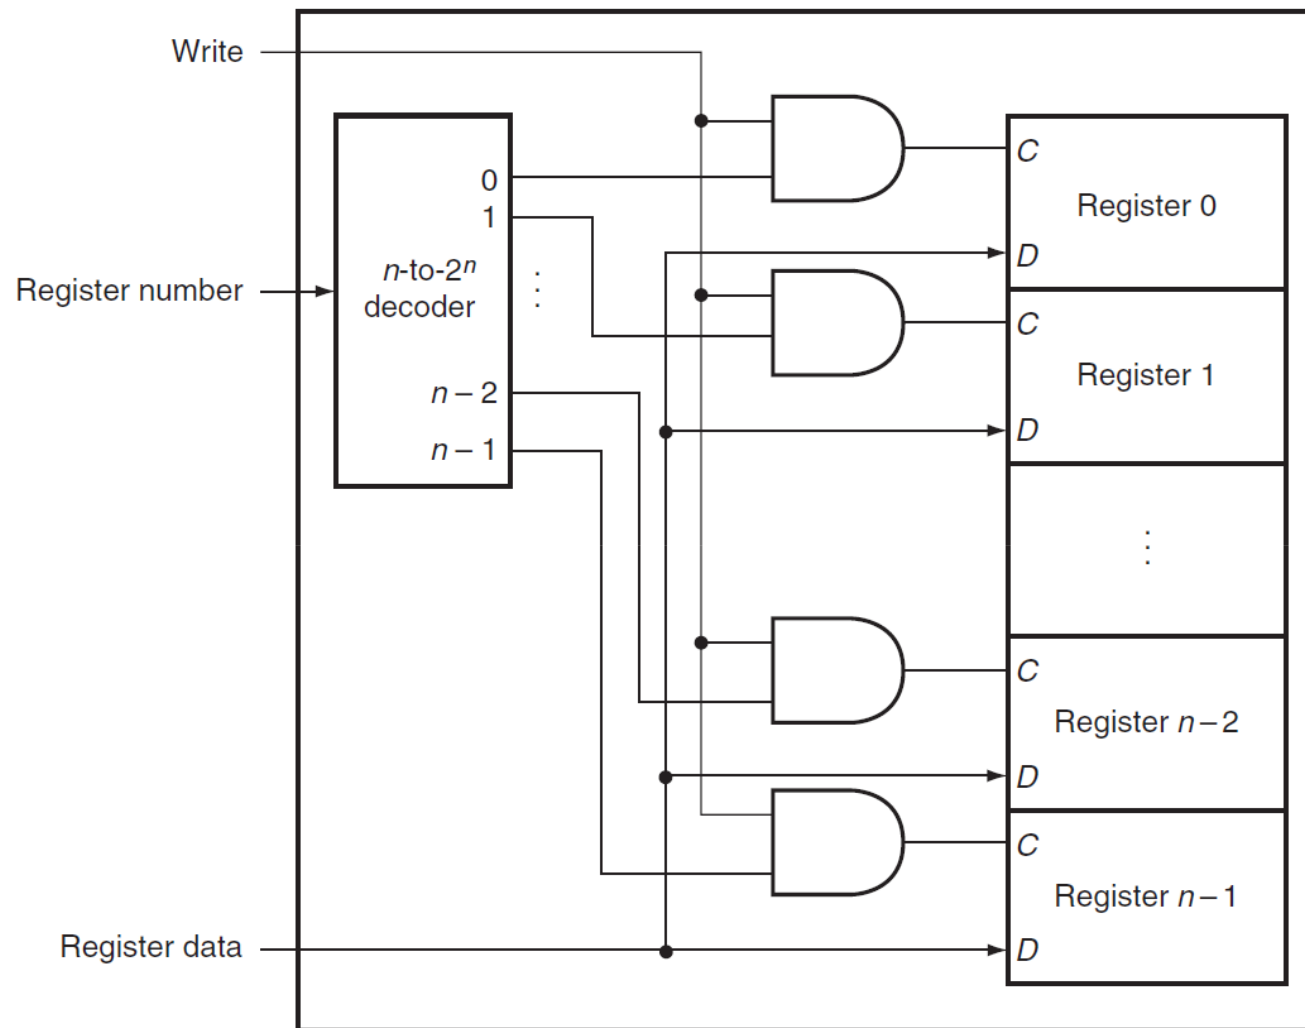 Write
C
0
Register 0
1
D
n-to-2ⁿ
decoder
⋮
Register number
C
Register 1
n – 2
D
n – 1
⋮
C
Register n – 2
D
C
Register n – 1
Register data
D